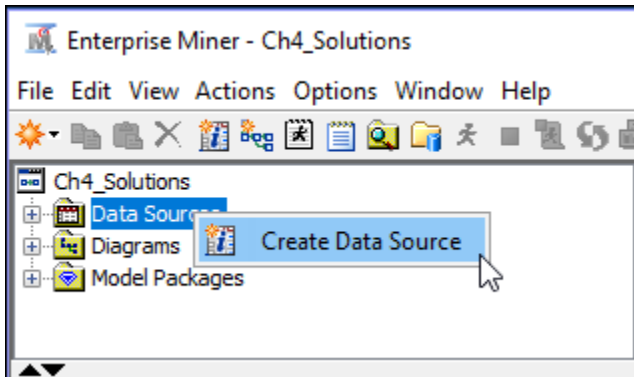 Enterprise Miner - Ch4_Solutions
File Edit View Actions Options Window Help
Ch4_Solutions
Data Sources
Create Data Source
Diagrams
Model Packages